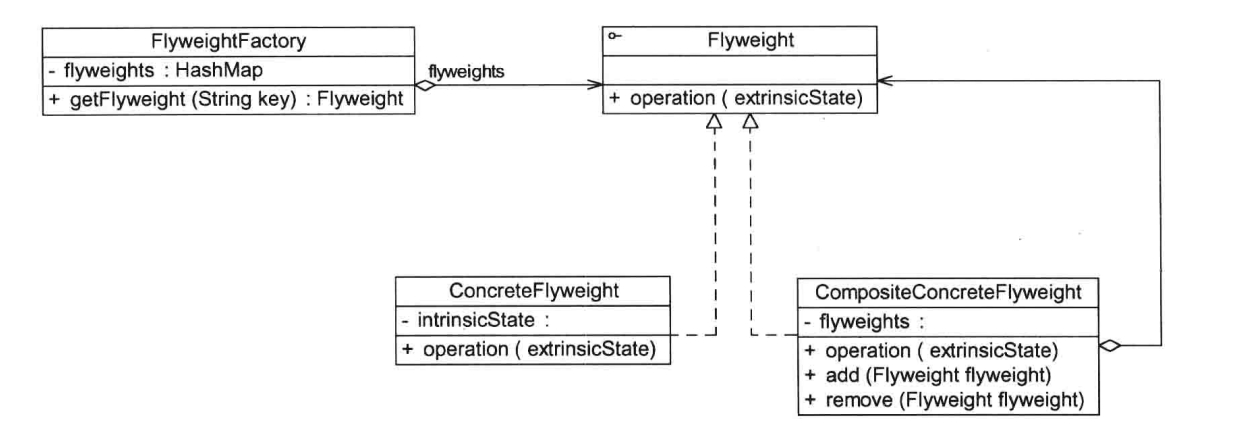 FlyweightFactory
- flyweights : HashMap
+ getFlyweight (String key) : Flyweight
flyweights
Flyweight
+ operation ( extrinsicState)
ConcreteFlyweight
- intrinsicState :
+ operation ( extrinsicState)
CompositeConcreteFlyweight
- flyweights :
+ operation ( extrinsicState)
+ add (Flyweight flyweight)
+ remove (Flyweight flyweight)